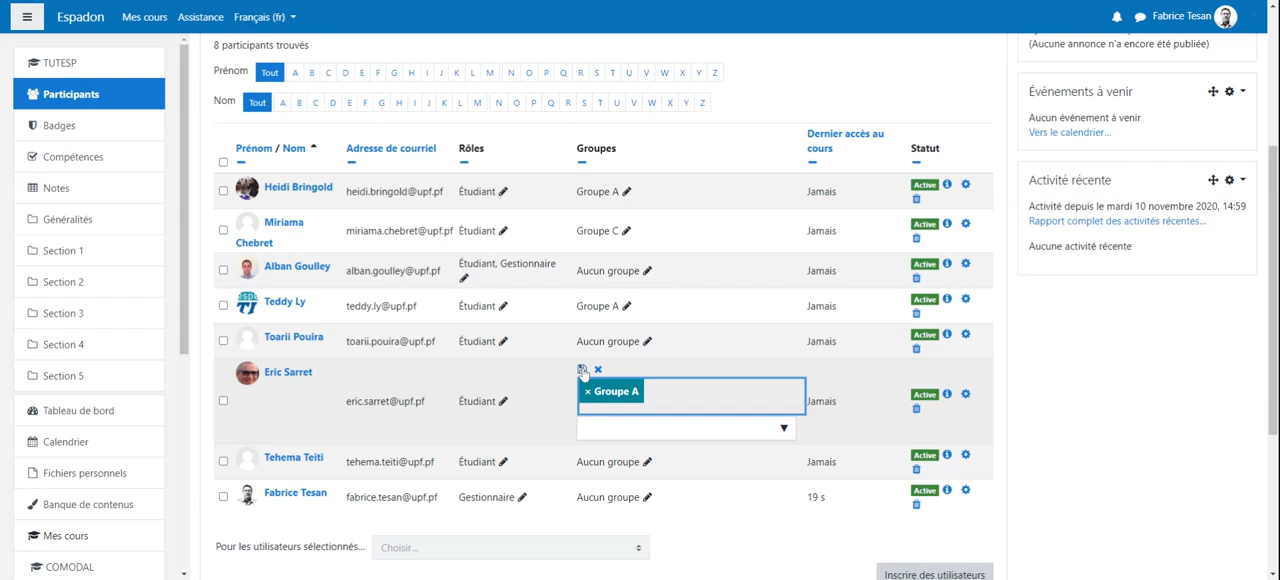 Espadon Mes cours Assistance Français (fr) Fabrice Tesan
TUTESP
Participants
Badges
Compétences
Notes
Généralités
Section 1
Section 2
Section 3
Section 4
Section 5
Tableau de bord
Calendrier
Fichiers personnels
Banque de contenus
Mes cours
COMODAL
8 participants trouvés
Prénom Tout A B C D E F G H I J K L M N O P Q R S T U V W X Y Z
Nom Tout A B C D E F G H I J K L M N O P Q R S T U V W X Y Z
Prénom / Nom Adresse de courriel Rôles Groupes Dernier accès au cours Statut
Heidi Bringold heidi.bringold@upf.pf Étudiant Groupe A Jamais Active
Miriama Chebret miriama.chebret@upf.pf Étudiant Groupe C Jamais Active
Alban Goulley alban.goulley@upf.pf Étudiant, Gestionnaire Aucun groupe Jamais Active
Teddy Ly teddy.ly@upf.pf Étudiant Groupe A Jamais Active
Toarii Pouira toarii.pouira@upf.pf Étudiant Aucun groupe Jamais Active
Eric Sarret eric.sarret@upf.pf Étudiant × Groupe A Jamais Active
Tehema Teiti tehema.teiti@upf.pf Étudiant Aucun groupe Jamais Active
Fabrice Tesan fabrice.tesan@upf.pf Gestionnaire Aucun groupe 19 s Active
Pour les utilisateurs sélectionnés... Choisir...
Inscrire des utilisateurs
(Aucune annonce n'a encore été publiée)
Événements à venir
Aucun événement à venir
Vers le calendrier...
Activité récente
Activité depuis le mardi 10 novembre 2020, 14:59
Rapport complet des activités récentes...
Aucune activité récente